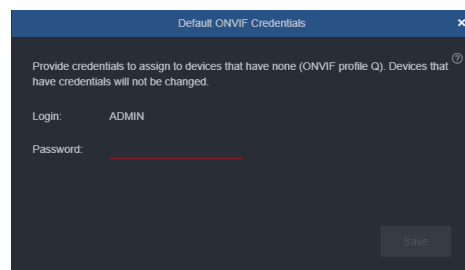 Default ONVIF Credentials
Provide credentials to assign to devices that have none (ONVIF profile Q). Devices that
have credentials will not be changed.
Login: ADMIN
Password:
Save